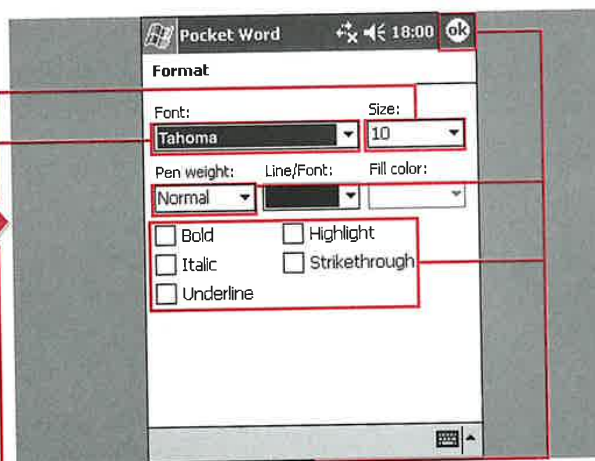 Pocket Word 18:00 ok
Format
Font: Size:
Tahoma 10
Pen weight: Line/Font: Fill color:
Normal
Bold Highlight
Italic Strikethrough
Underline